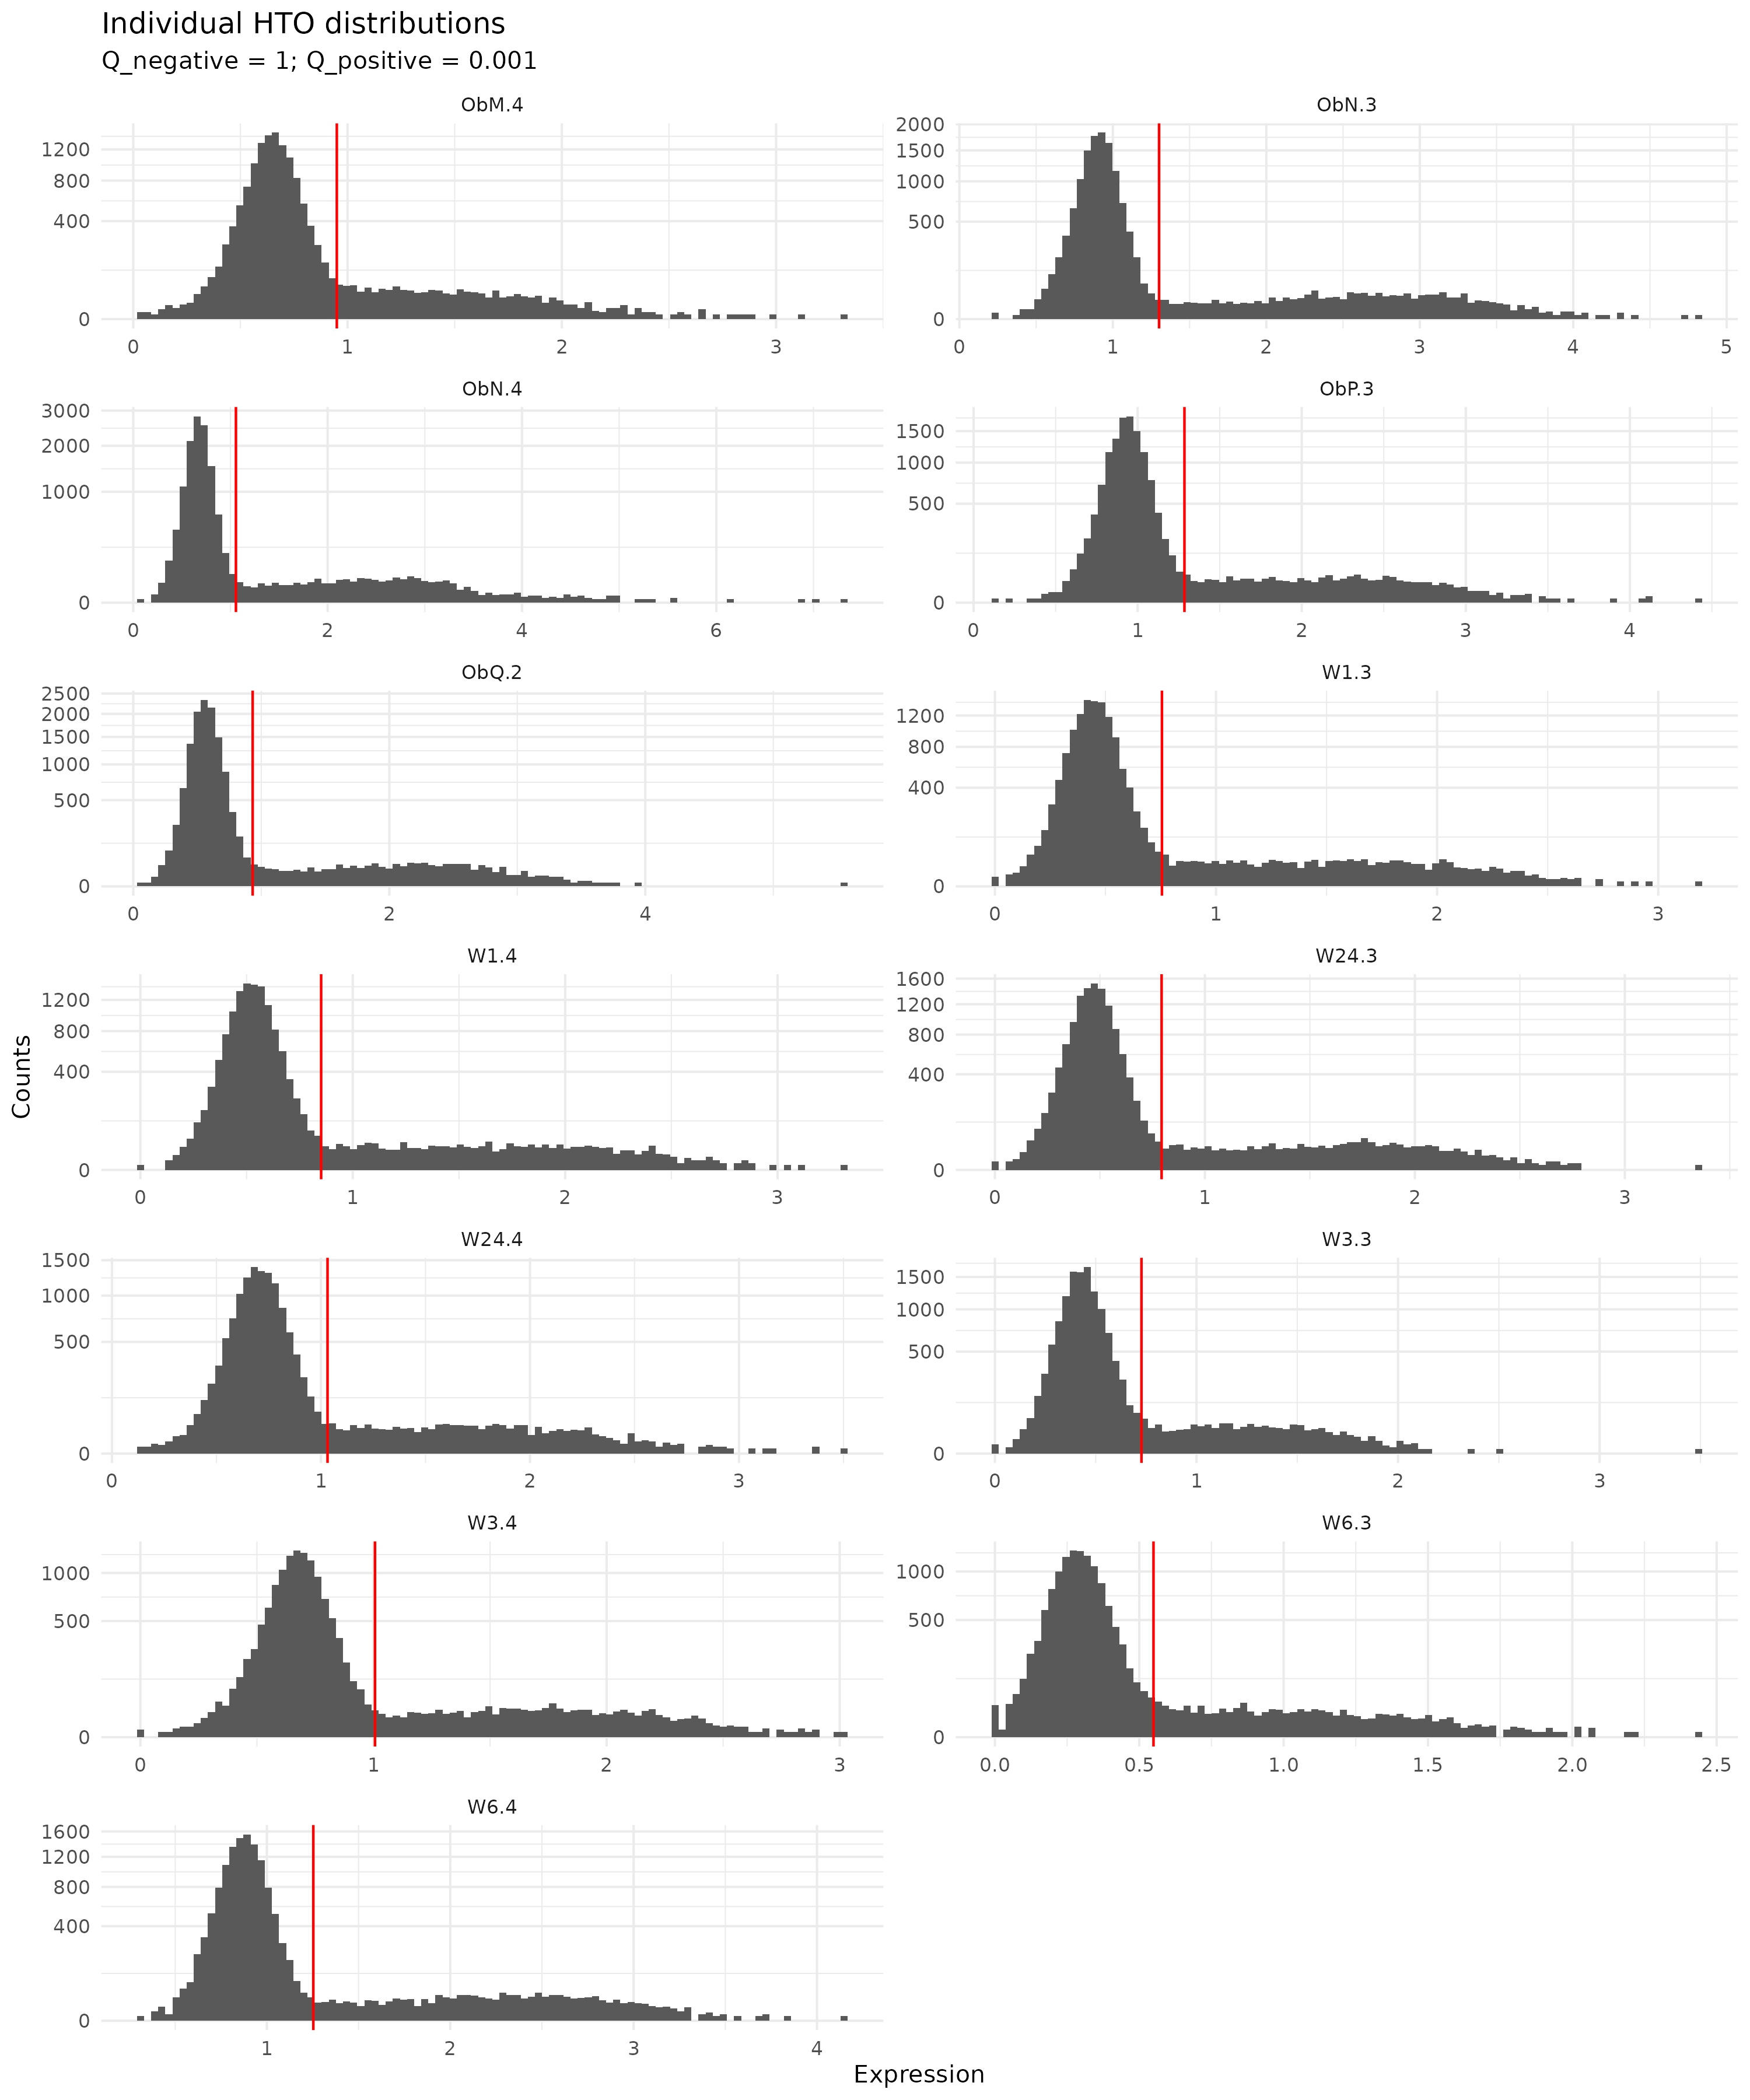 Individual HTO distributions
Q_negative = 1; Q_positive = 0.001
ObM.4
1200
800
400
0
0 1 2 3
ObN.3
2000
1500
1000
500
0
0 1 2 3 4 5
ObN.4
3000
2000
1000
0
0 2 4 6
ObP.3
1500
1000
500
0
0 1 2 3 4
ObQ.2
2500
2000
1500
1000
500
0
0 2 4
W1.3
1200
800
400
0
0 1 2 3
W1.4
1200
800
400
0
0 1 2 3
W24.3
1600
1200
800
400
0
0 1 2 3
W24.4
1500
1000
500
0
0 1 2 3
W3.3
1500
1000
500
0
0 1 2 3
W3.4
1000
500
0
0 1 2 3
W6.3
1000
500
0
0.0 0.5 1.0 1.5 2.0 2.5
W6.4
1600
1200
800
400
0
1 2 3 4
Counts
Expression